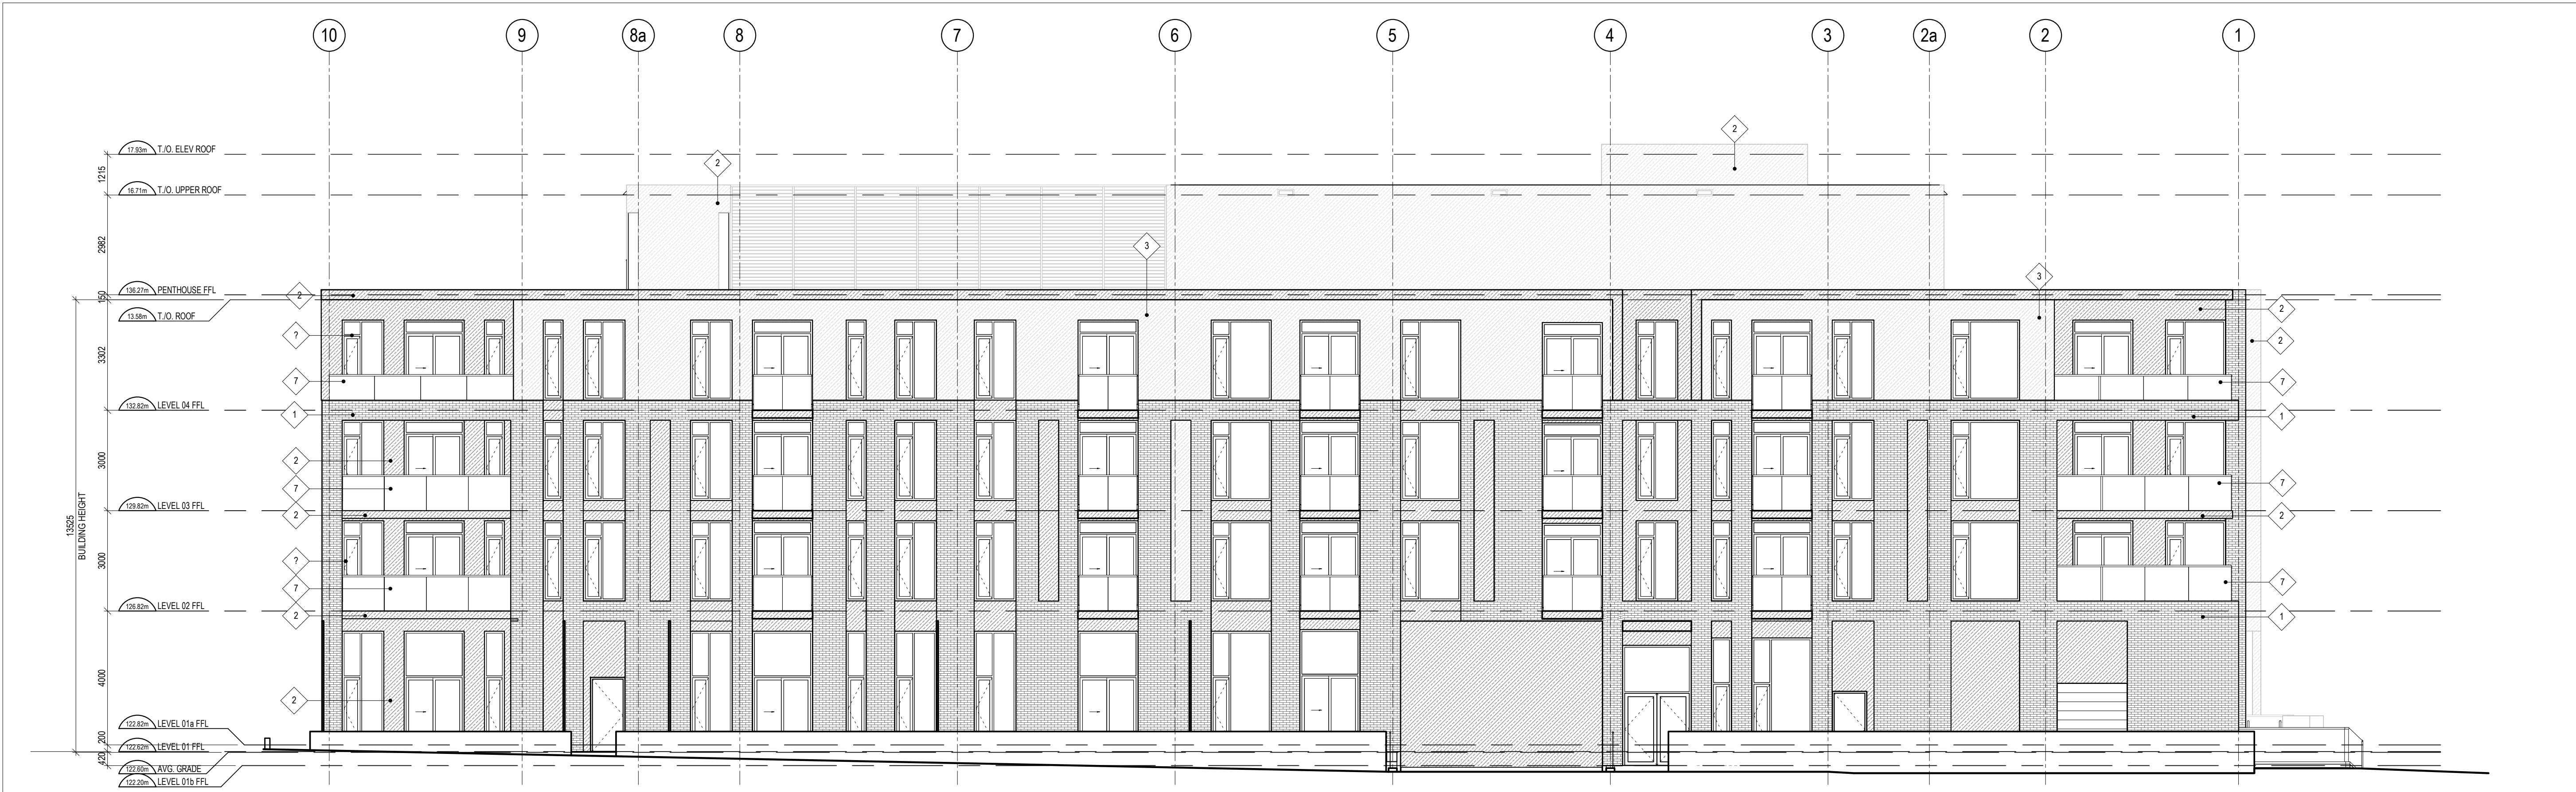 10 9 8a 8 7 6 5 4 3 2a 2 1
2
17.93m T./O. ELEV ROOF
2
1215
16.71m T./O. UPPER ROOF
3
2982
3
136.27m PENTHOUSE FFL
2
150
2
13.58m T./O. ROOF
?
2
3302
7
7
132.82m LEVEL 04 FFL
1
1
2
3000
7
7
129.82m LEVEL 03 FFL
2
2
13525
BUILDING HEIGHT
?
3000
7
7
126.82m LEVEL 02 FFL
2
1
4000
2
122.82m LEVEL 01a FFL
200
122.62m LEVEL 01 FFL
420
122.60m AVG. GRADE
122.20m LEVEL 01b FFL